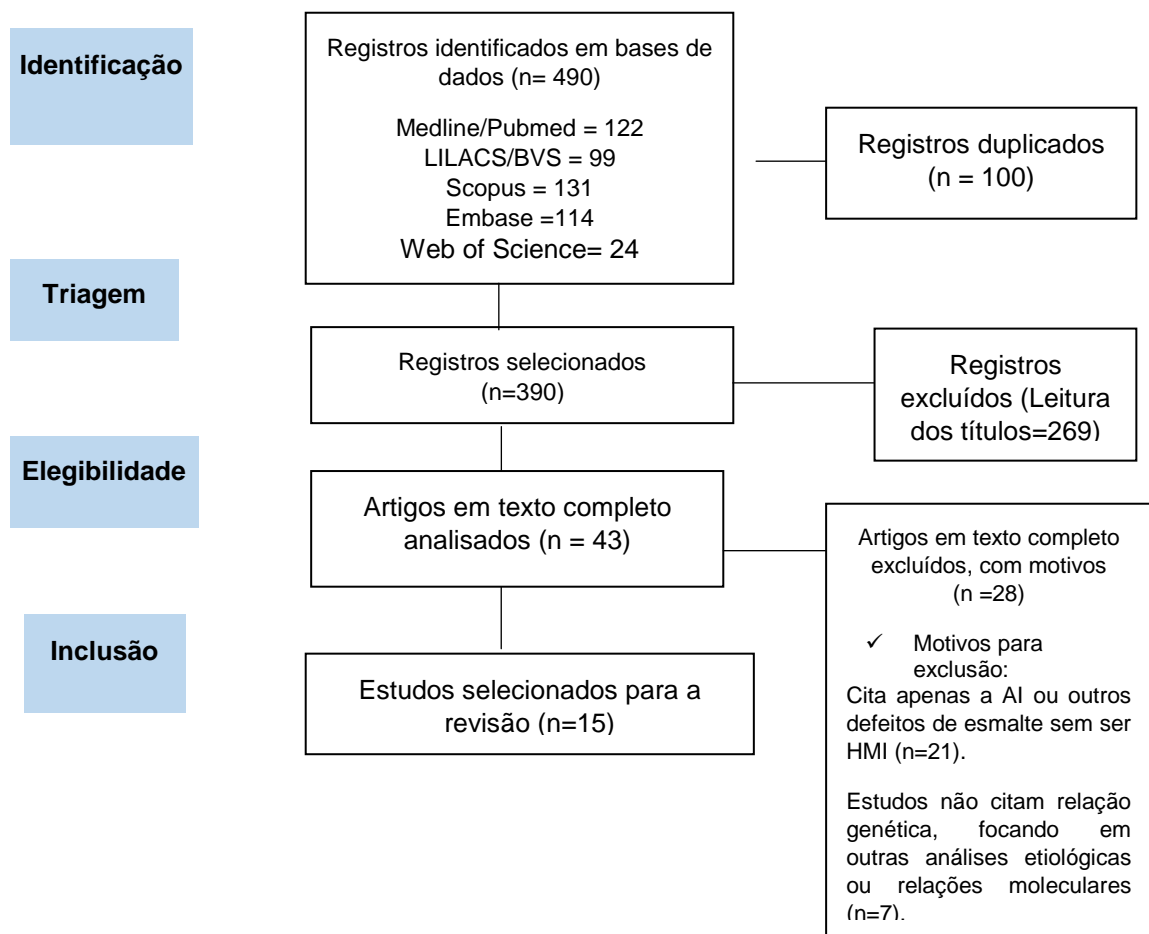 Identificação
Registros identificados em bases de
dados (n= 490)
Medline/Pubmed = 122
LILACS/BVS = 99
Scopus = 131
Embase =114
Web of Science= 24
Registros duplicados
(n = 100)
Triagem
Registros selecionados
(n=390)
Registros
excluídos (Leitura
dos títulos=269)
Elegibilidade
Artigos em texto completo
analisados (n = 43)
Artigos em texto completo
excluídos, com motivos
(n =28)
✓ Motivos para
exclusão:
Cita apenas a AI ou outros
defeitos de esmalte sem ser
HMI (n=21).
Estudos não citam relação
genética, focando em
outras análises etiológicas
ou relações moleculares
(n=7).
Inclusão
Estudos selecionados para a
revisão (n=15)